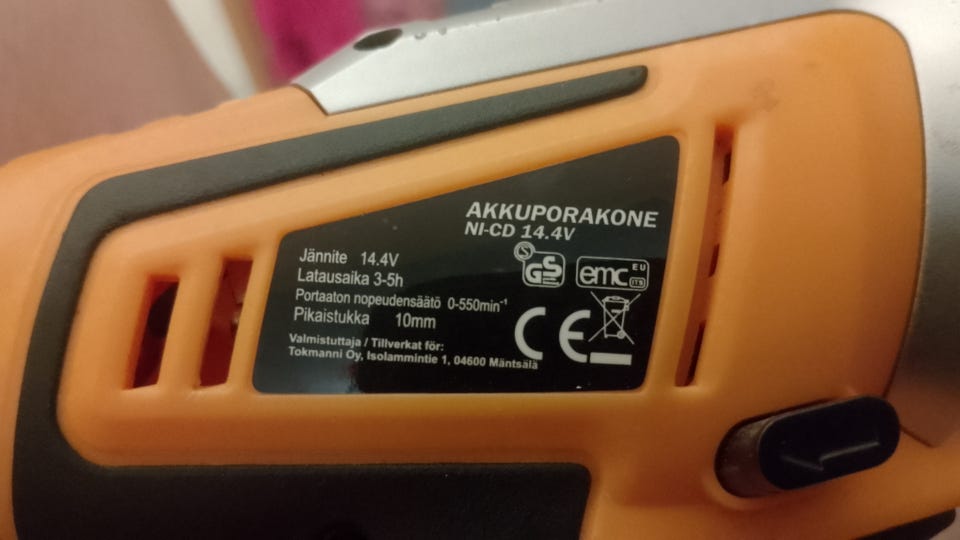 AKKUPORAKONE
NI-CD 14.4V
Jännite 14.4V
Latausaika 3-5h
Portaaton nopeudensäätö 0-550min⁻¹
Pikaistukka 10mm
Valmistuttaja / Tillverkat för:
Tokmanni Oy, Isolammintie 1, 04600 Mäntsälä
S
GS
emc EU
ITS
CE